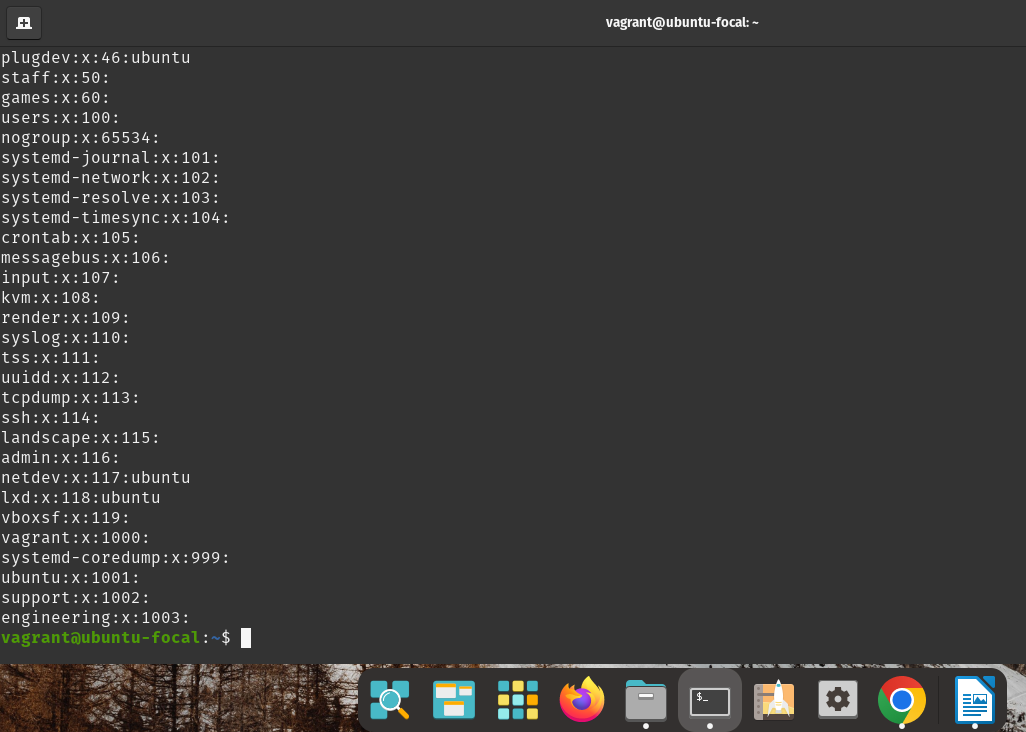 vagrant@ubuntu-focal: ~
plugdev:x:46:ubuntu
staff:x:50:
games:x:60:
users:x:100:
nogroup:x:65534:
systemd-journal:x:101:
systemd-network:x:102:
systemd-resolve:x:103:
systemd-timesync:x:104:
crontab:x:105:
messagebus:x:106:
input:x:107:
kvm:x:108:
render:x:109:
syslog:x:110:
tss:x:111:
uuidd:x:112:
tcpdump:x:113:
ssh:x:114:
landscape:x:115:
admin:x:116:
netdev:x:117:ubuntu
lxd:x:118:ubuntu
vboxsf:x:119:
vagrant:x:1000:
systemd-coredump:x:999:
ubuntu:x:1001:
support:x:1002:
engineering:x:1003:
vagrant@ubuntu-focal:~$
$_